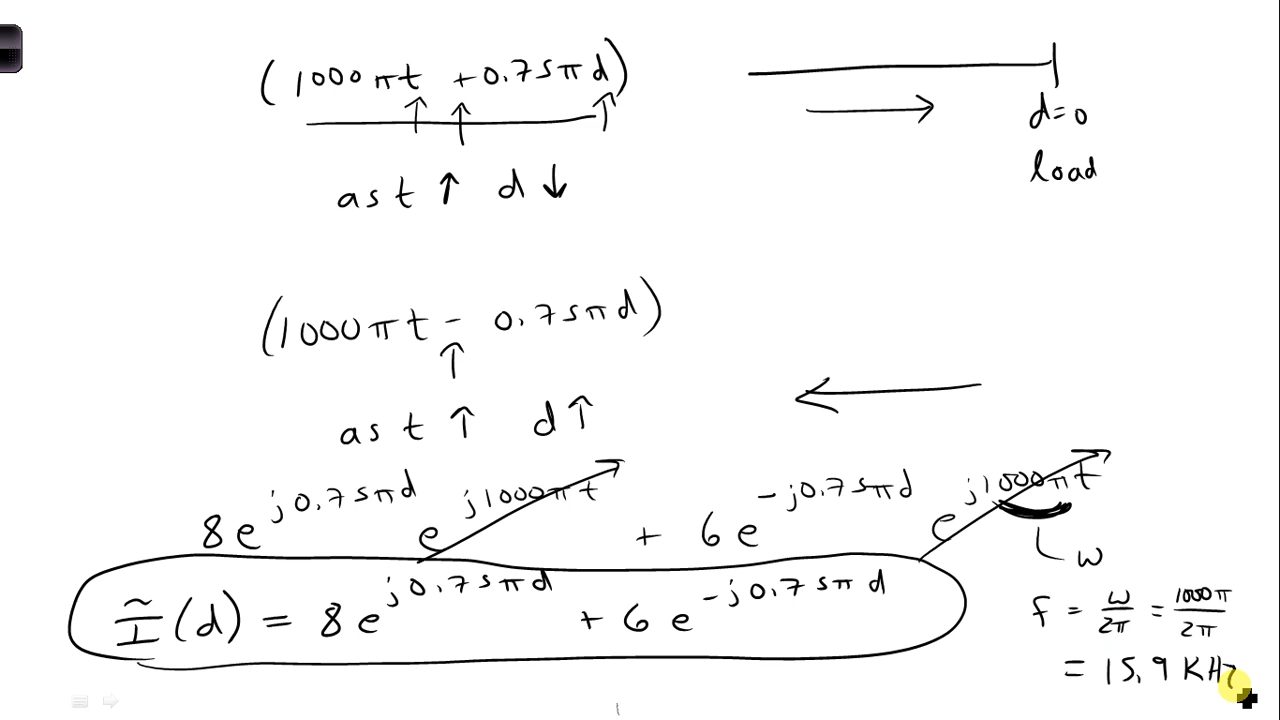 (1000πt + 0.75πd)
d=0
load
as t ↑ d ↓
(1000πt - 0.75πd)
as t ↑ d ↑
8e^{j0.75πd} e^{j1000πt} + 6e^{-j0.75πd} e^{j1000πt}
ω
Ĩ(d) = 8e^{j0.75πd} + 6e^{-j0.75πd}
f = ω/2π = 1000π/2π
= 15.9 KHz